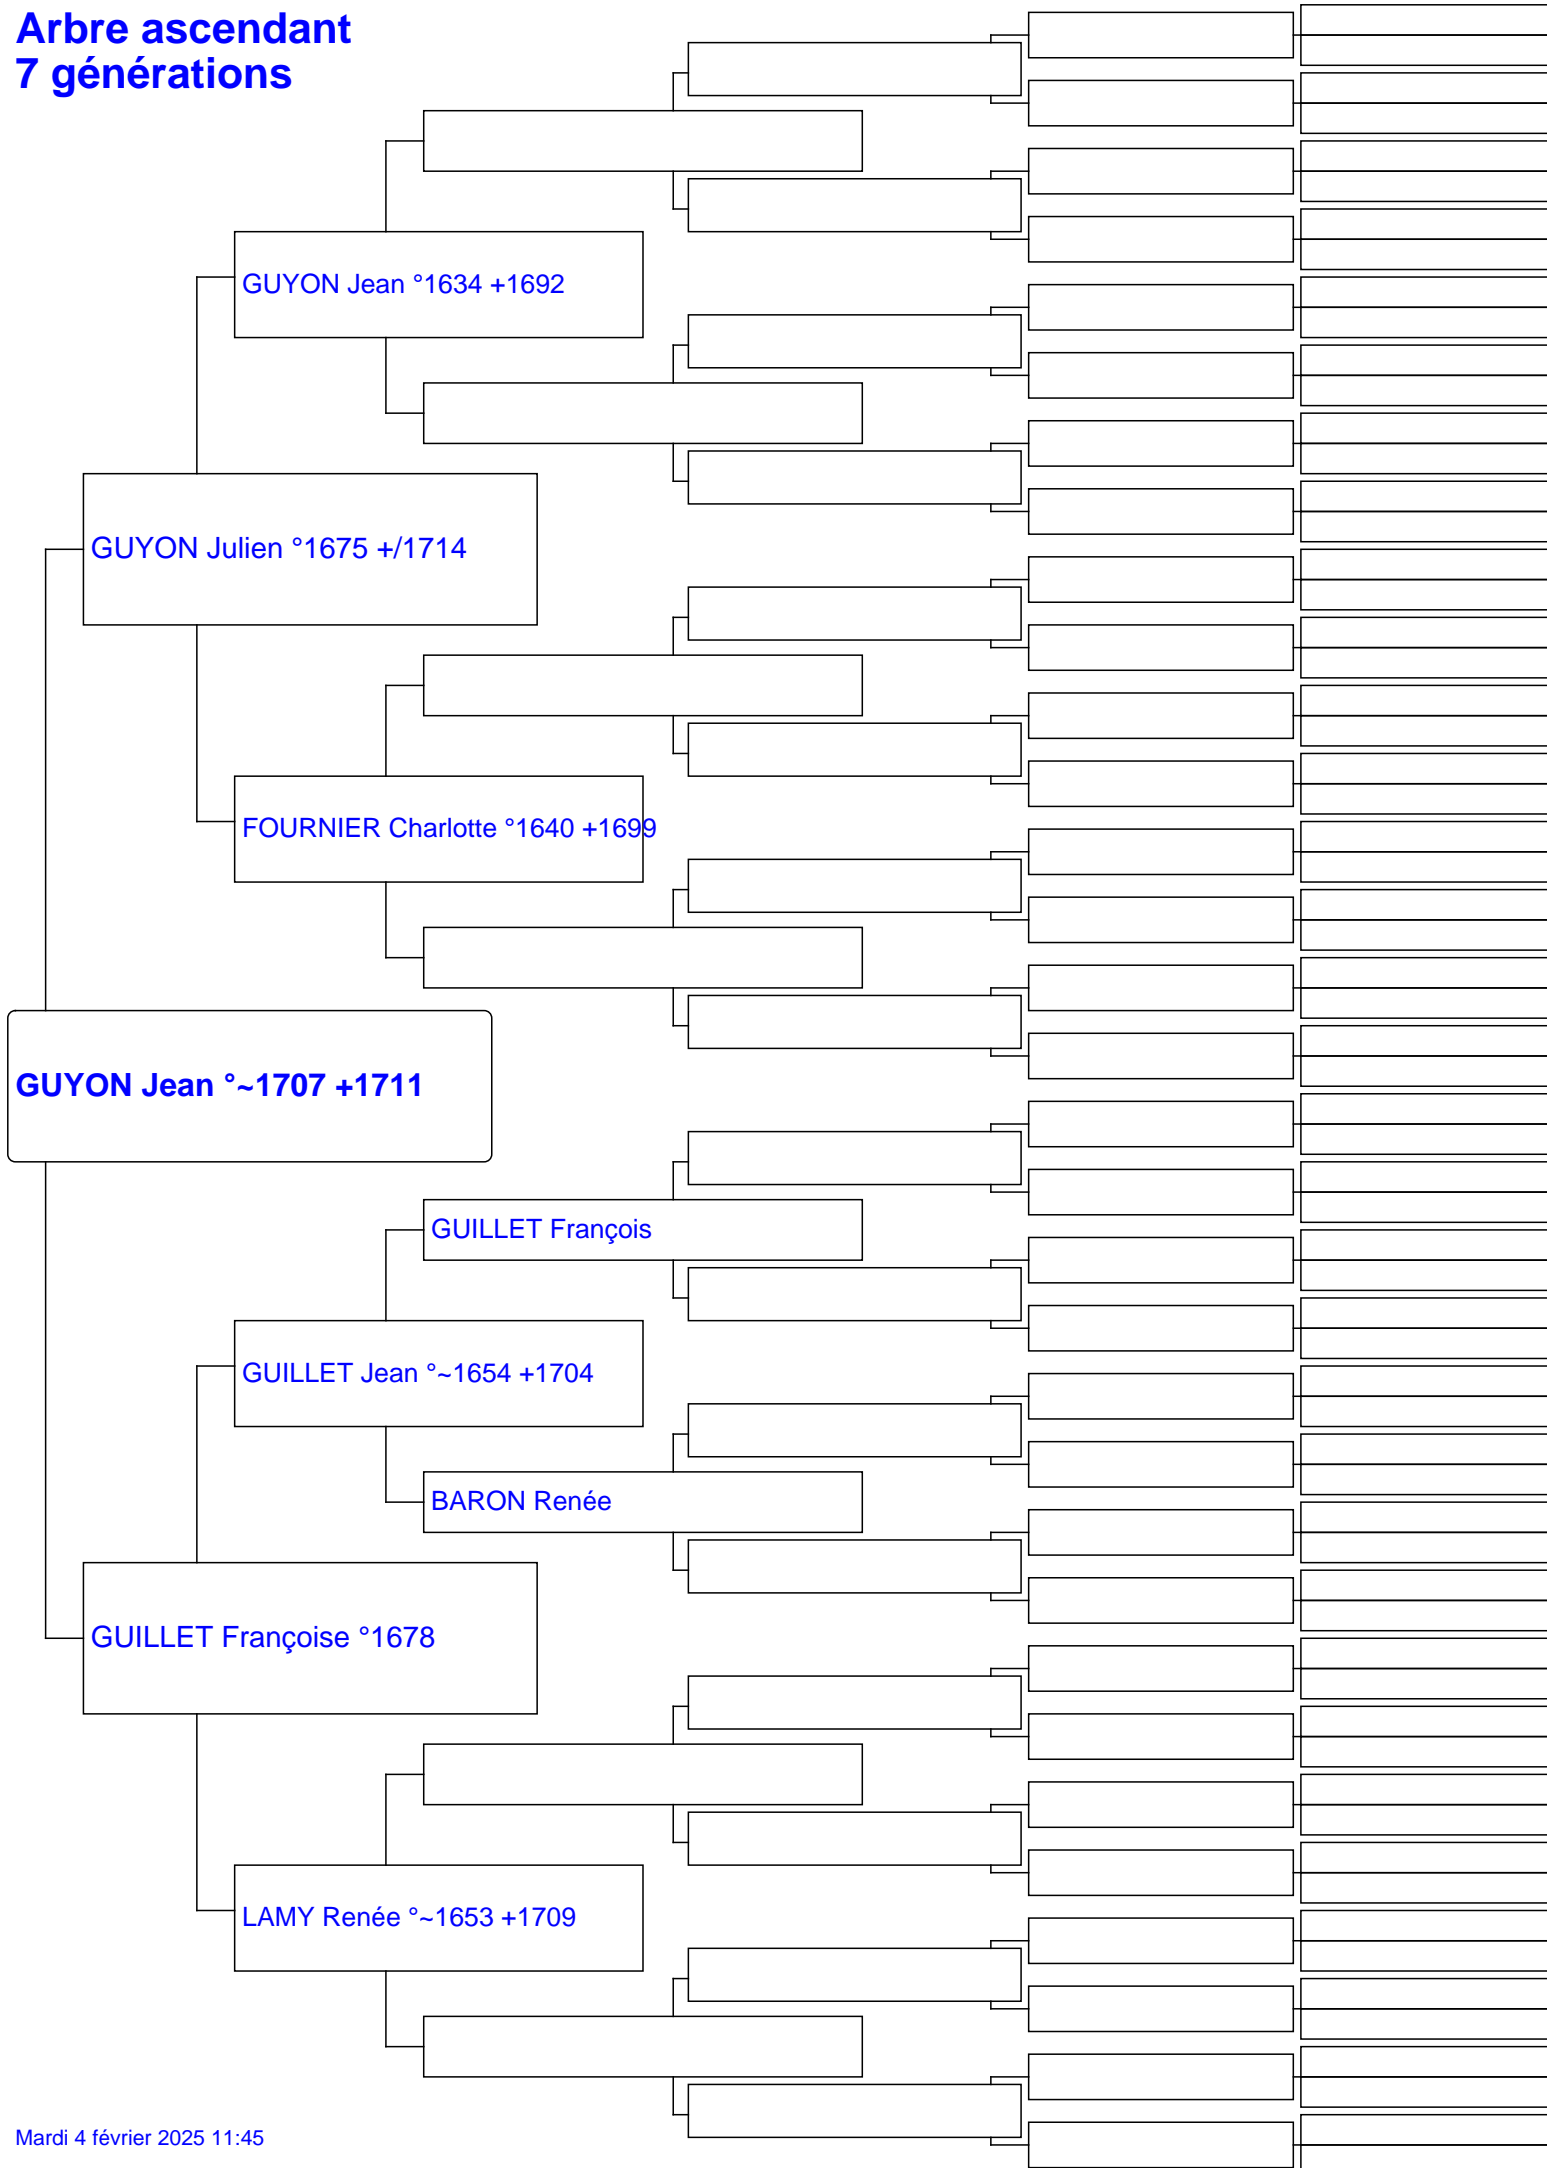 Arbre ascendant
7 générations
GUYON Jean °1634 +1692
GUYON Julien °1675 +/1714
FOURNIER Charlotte °1640 +1699
GUYON Jean °~1707 +1711
GUILLET François
GUILLET Jean °~1654 +1704
BARON Renée
GUILLET Françoise °1678
LAMY Renée °~1653 +1709
Mardi 4 février 2025 11:45